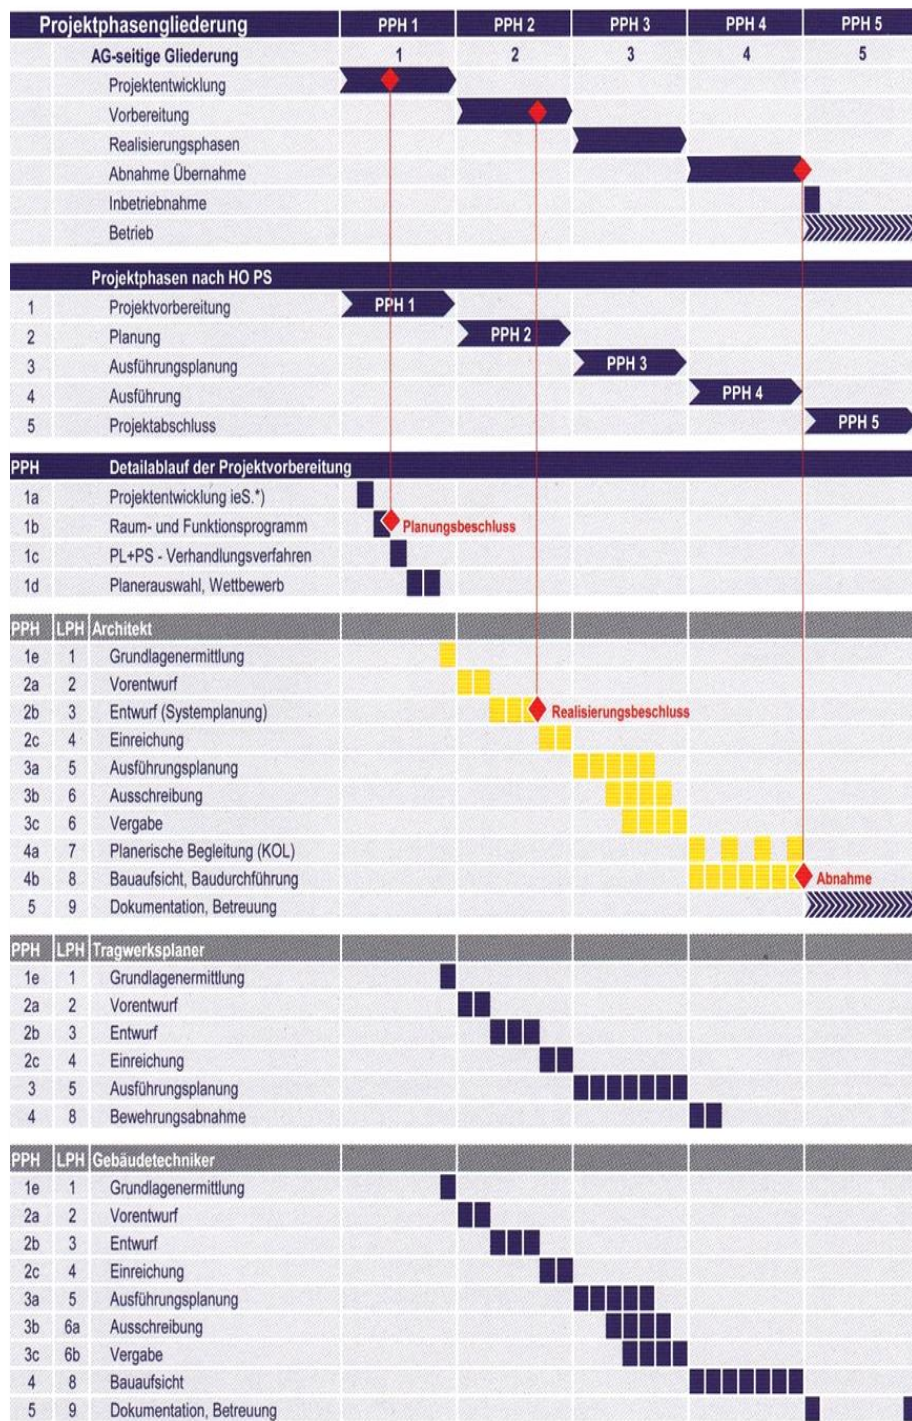 Projektphasengliederung PPH 1 PPH 2 PPH 3 PPH 4 PPH 5
AG-seitige Gliederung 1 2 3 4 5
Projektentwicklung
Vorbereitung
Realisierungsphasen
Abnahme Übernahme
Inbetriebnahme
Betrieb
Projektphasen nach HO PS
1 Projektvorbereitung PPH 1
2 Planung PPH 2
3 Ausführungsplanung PPH 3
4 Ausführung PPH 4
5 Projektabschluss PPH 5
PPH Detailablauf der Projektvorbereitung
1a Projektentwicklung ieS.*)
1b Raum- und Funktionsprogramm Planungsbeschluss
1c PL+PS - Verhandlungsverfahren
1d Planerauswahl, Wettbewerb
PPH LPH Architekt
1e 1 Grundlagenermittlung
2a 2 Vorentwurf
2b 3 Entwurf (Systemplanung) Realisierungsbeschluss
2c 4 Einreichung
3a 5 Ausführungsplanung
3b 6 Ausschreibung
3c 6 Vergabe
4a 7 Planerische Begleitung (KOL)
4b 8 Bauaufsicht, Baudurchführung Abnahme
5 9 Dokumentation, Betreuung
PPH LPH Tragwerksplaner
1e 1 Grundlagenermittlung
2a 2 Vorentwurf
2b 3 Entwurf
2c 4 Einreichung
3 5 Ausführungsplanung
4 8 Bewehrungsabnahme
PPH LPH Gebäudetechniker
1e 1 Grundlagenermittlung
2a 2 Vorentwurf
2b 3 Entwurf
2c 4 Einreichung
3a 5 Ausführungsplanung
3b 6a Ausschreibung
3c 6b Vergabe
4 8 Bauaufsicht
5 9 Dokumentation, Betreuung